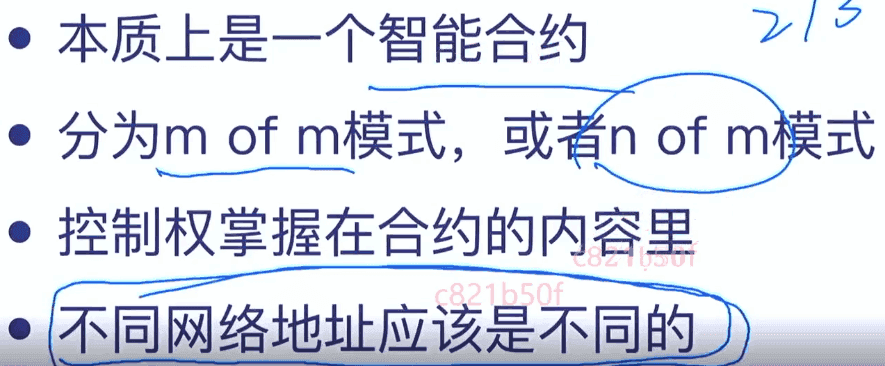 2/3
• 本质上是一个智能合约
• 分为m of m模式，或者n of m模式
• 控制权掌握在合约的内容里
c821b50f
c821b50f
• 不同网络地址应该是不同的